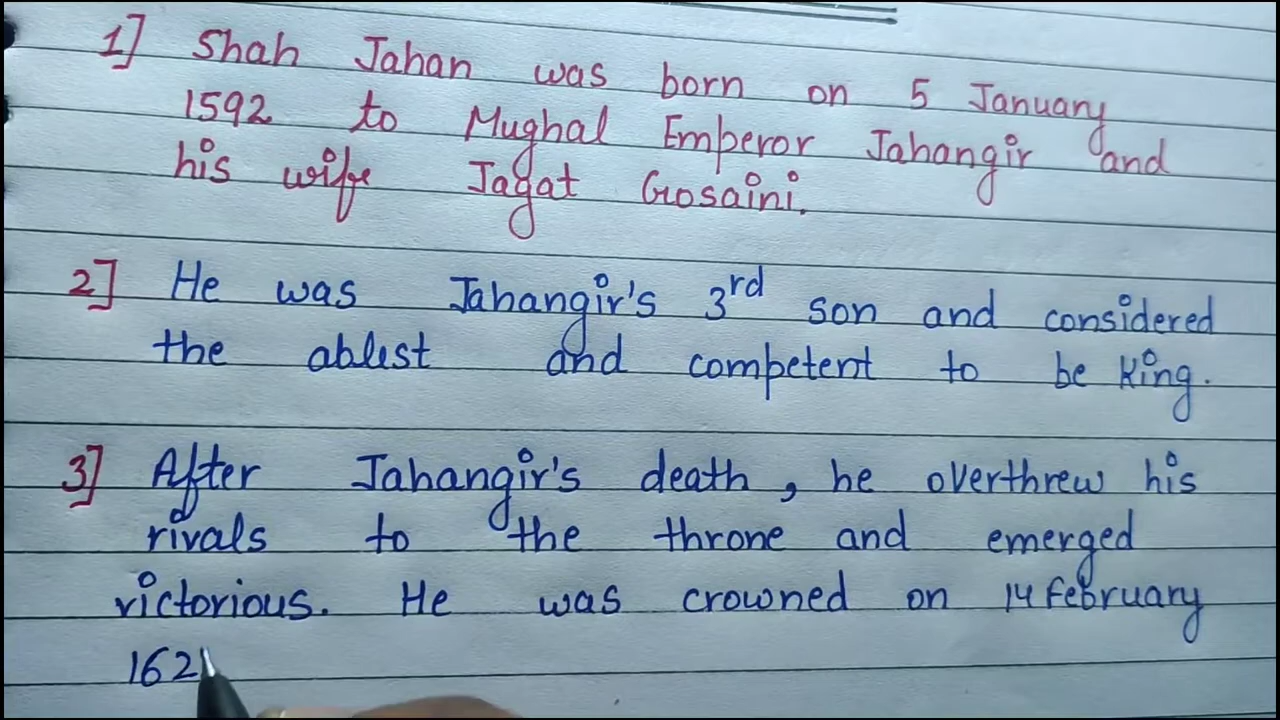 1] Shah Jahan was born on 5 January
1592 to Mughal Emperor Jahangir and
his wife Jagat Gosaini.
2] He was Jahangir's 3rd son and considered
the ablest and competent to be King.
3] After Jahangir's death, he overthrew his
rivals to the throne and emerged
victorious. He was crowned on 14 February
162